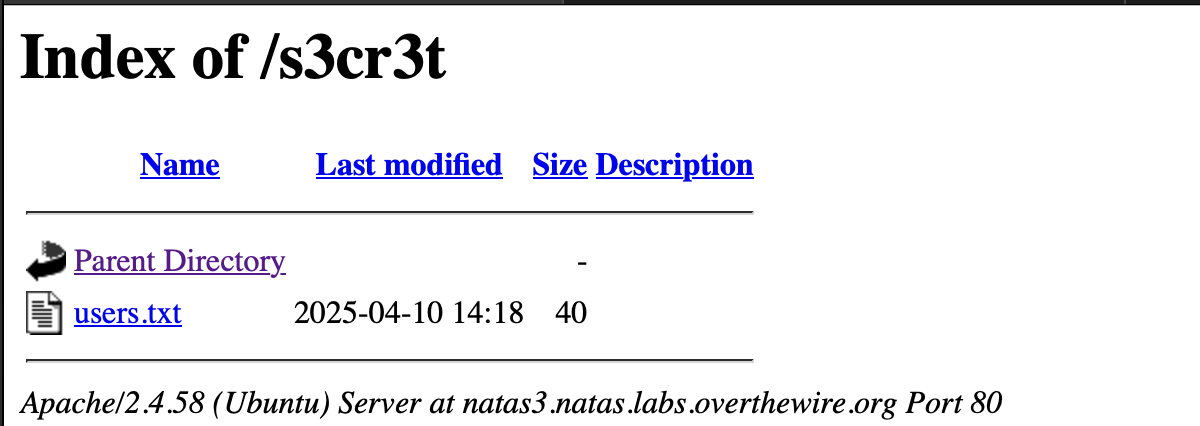 Index of /s3cr3t
Name Last modified Size Description
Parent Directory -
users.txt 2025-04-10 14:18 40
Apache/2.4.58 (Ubuntu) Server at natas3.natas.labs.overthewire.org Port 80